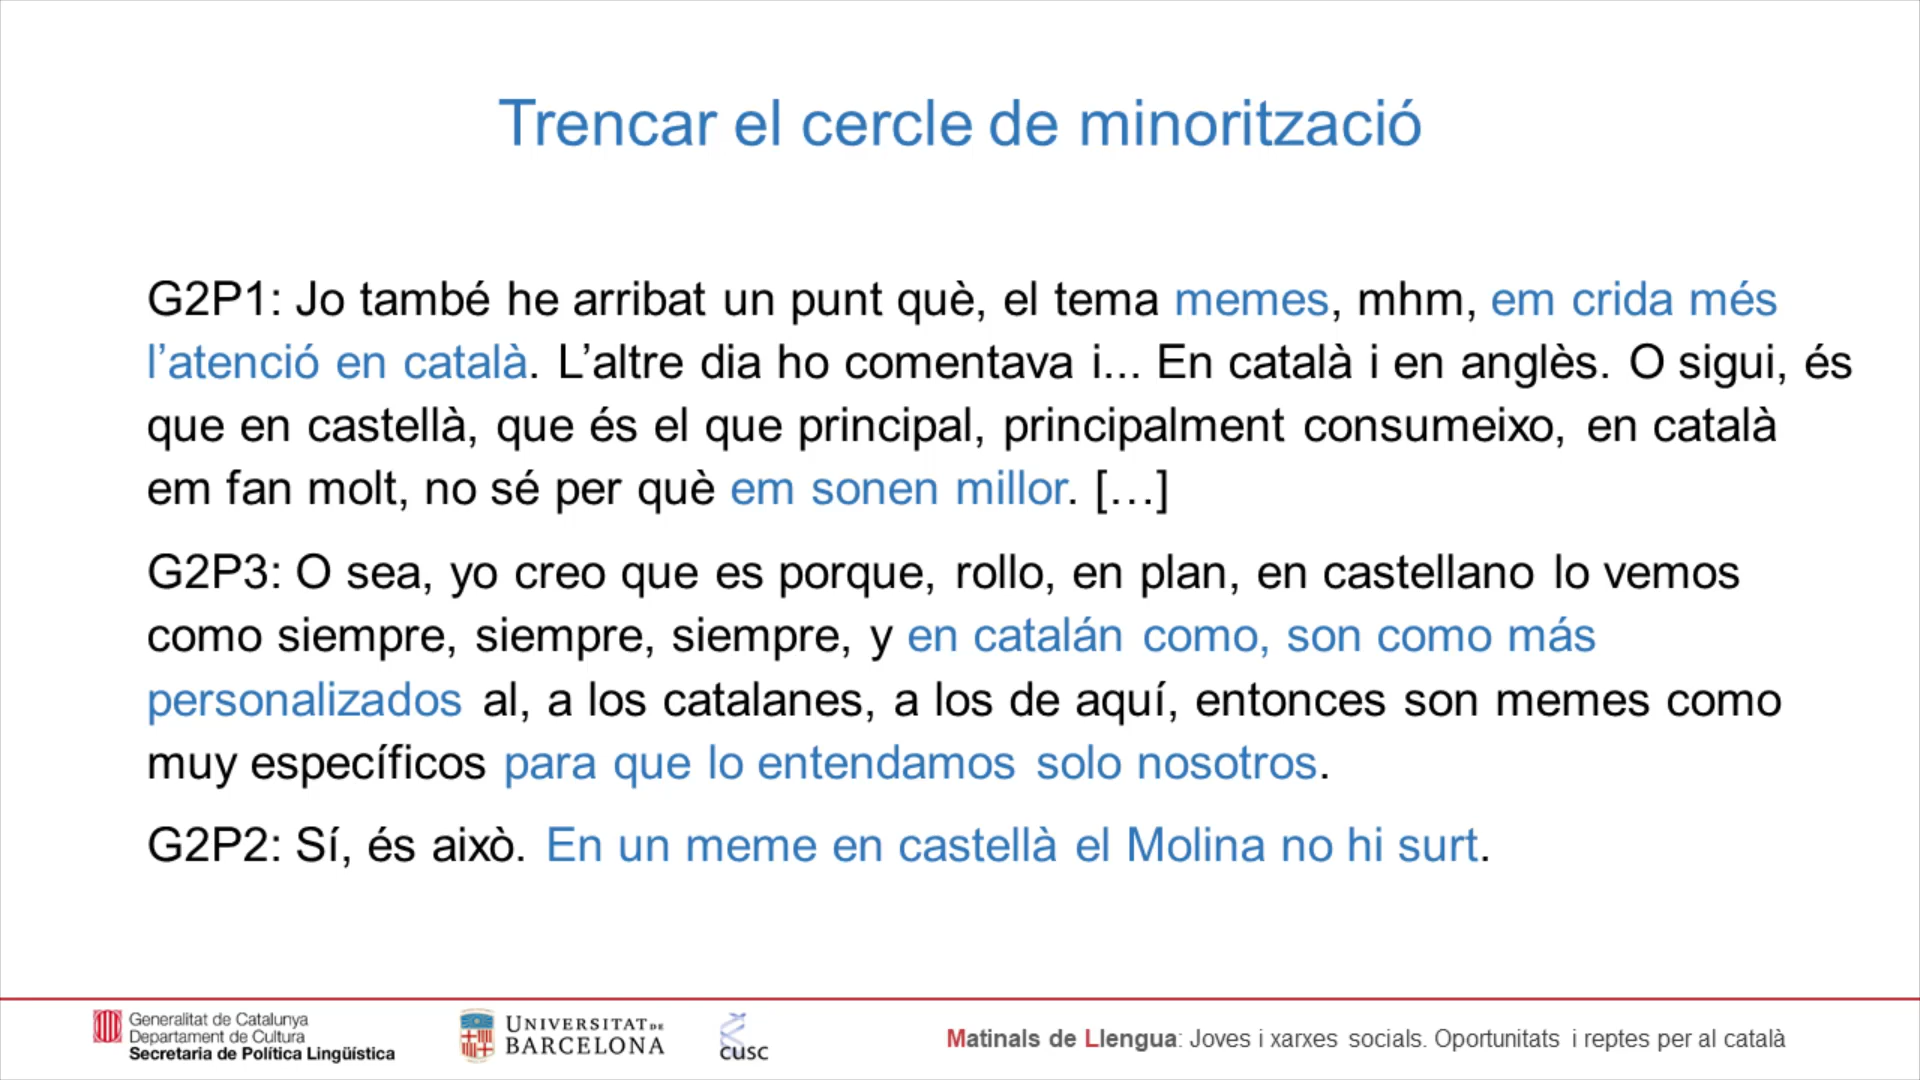 Trencar el cercle de minorització
G2P1: Jo també he arribat un punt què, el tema memes, mhm, em crida més
l’atenció en català. L’altre dia ho comentava i... En català i en anglès. O sigui, és
que en castellà, que és el que principal, principalment consumeixo, en català
em fan molt, no sé per què em sonen millor. […]
G2P3: O sea, yo creo que es porque, rollo, en plan, en castellano lo vemos
como siempre, siempre, siempre, y en catalán como, son como más
personalizados al, a los catalanes, a los de aquí, entonces son memes como
muy específicos para que lo entendamos solo nosotros.
G2P2: Sí, és això. En un meme en castellà el Molina no hi surt.
Generalitat de Catalunya
Departament de Cultura
Secretaria de Política Lingüística
UNIVERSITAT DE
BARCELONA
CUSC
Matinals de Llengua: Joves i xarxes socials. Oportunitats i reptes per al català